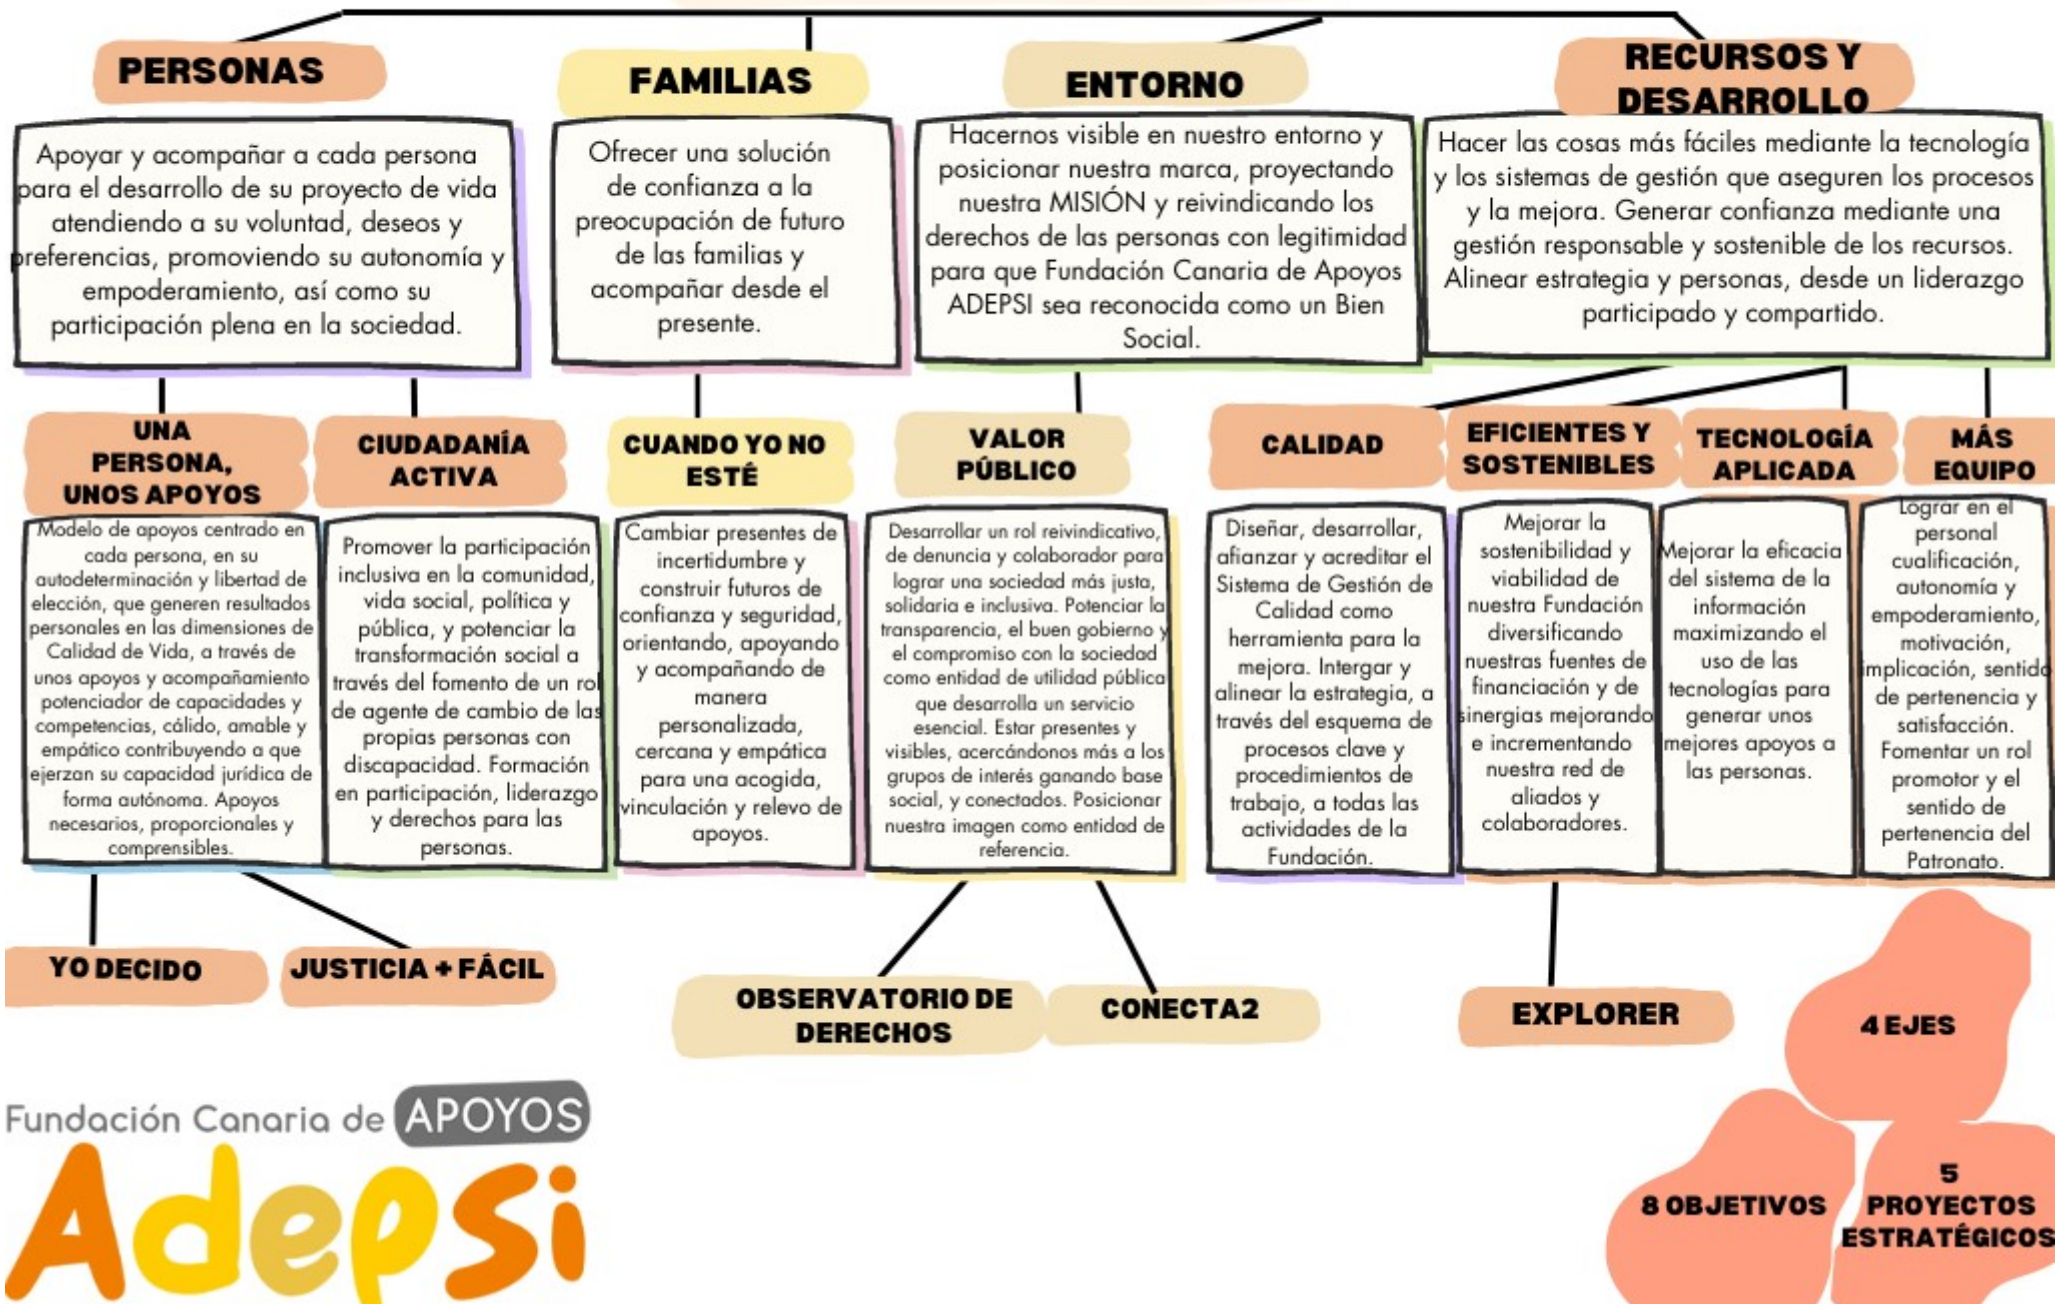 PERSONAS
Apoyar y acompañar a cada persona
para el desarrollo de su proyecto de vida
atendiendo a su voluntad, deseos y
preferencias, promoviendo su autonomía y
empoderamiento, así como su
participación plena en la sociedad.
FAMILIAS
Ofrecer una solución
de confianza a la
preocupación de futuro
de las familias y
acompañar desde el
presente.
ENTORNO
Hacernos visible en nuestro entorno y
posicionar nuestra marca, proyectando
nuestra MISIÓN y reivindicando los
derechos de las personas con legitimidad
para que Fundación Canaria de Apoyos
ADEPSI sea reconocida como un Bien
Social.
RECURSOS Y
DESARROLLO
Hacer las cosas más fáciles mediante la tecnología
y los sistemas de gestión que aseguren los procesos
y la mejora. Generar confianza mediante una
gestión responsable y sostenible de los recursos.
Alinear estrategia y personas, desde un liderazgo
participado y compartido.
UNA
PERSONA,
UNOS APOYOS
Modelo de apoyos centrado en
cada persona, en su
autodeterminación y libertad de
elección, que generen resultados
personales en las dimensiones de
Calidad de Vida, a través de
unos apoyos y acompañamiento
potenciador de capacidades y
competencias, cálido, amable y
empático contribuyendo a que
ejerzan su capacidad jurídica de
forma autónoma. Apoyos
necesarios, proporcionales y
comprensibles.
CIUDADANÍA
ACTIVA
Promover la participación
inclusiva en la comunidad,
vida social, política y
pública, y potenciar la
transformación social a
través del fomento de un rol
de agente de cambio de las
propias personas con
discapacidad. Formación
en participación, liderazgo
y derechos para las
personas.
CUANDO YO NO
ESTÉ
Cambiar presentes de
incertidumbre y
construir futuros de
confianza y seguridad,
orientando, apoyando
y acompañando de
manera
personalizada,
cercana y empática
para una acogida,
vinculación y relevo de
apoyos.
VALOR
PÚBLICO
Desarrollar un rol reivindicativo,
de denuncia y colaborador para
lograr una sociedad más justa,
solidaria e inclusiva. Potenciar la
transparencia, el buen gobierno y
el compromiso con la sociedad
como entidad de utilidad pública
que desarrolla un servicio
esencial. Estar presentes y
visibles, acercándonos más a los
grupos de interés ganando base
social, y conectados. Posicionar
nuestra imagen como entidad de
referencia.
CALIDAD
Diseñar, desarrollar,
afianzar y acreditar el
Sistema de Gestión de
Calidad como
herramienta para la
mejora. Intergar y
alinear la estrategia, a
través del esquema de
procesos clave y
procedimientos de
trabajo, a todas las
actividades de la
Fundación.
EFICIENTES Y
SOSTENIBLES
Mejorar la
sostenibilidad y
viabilidad de
nuestra Fundación
diversificando
nuestras fuentes de
financiación y de
sinergias mejorando
e incrementando
nuestra red de
aliados y
colaboradores.
TECNOLOGÍA
APLICADA
Mejorar la eficacia
del sistema de la
información
maximizando el
uso de las
tecnologías para
generar unos
mejores apoyos a
las personas.
MÁS
EQUIPO
Lograr en el
personal
cualificación,
autonomía y
empoderamiento,
motivación,
implicación, sentido
de pertenencia y
satisfacción.
Fomentar un rol
promotor y el
sentido de
pertenencia del
Patronato.
YO DECIDO
JUSTICIA + FÁCIL
OBSERVATORIO DE
DERECHOS
CONECTA2
EXPLORER
4 EJES
8 OBJETIVOS
5
PROYECTOS
ESTRATÉGICOS
Fundación Canaria de APOYOS
Adepsi